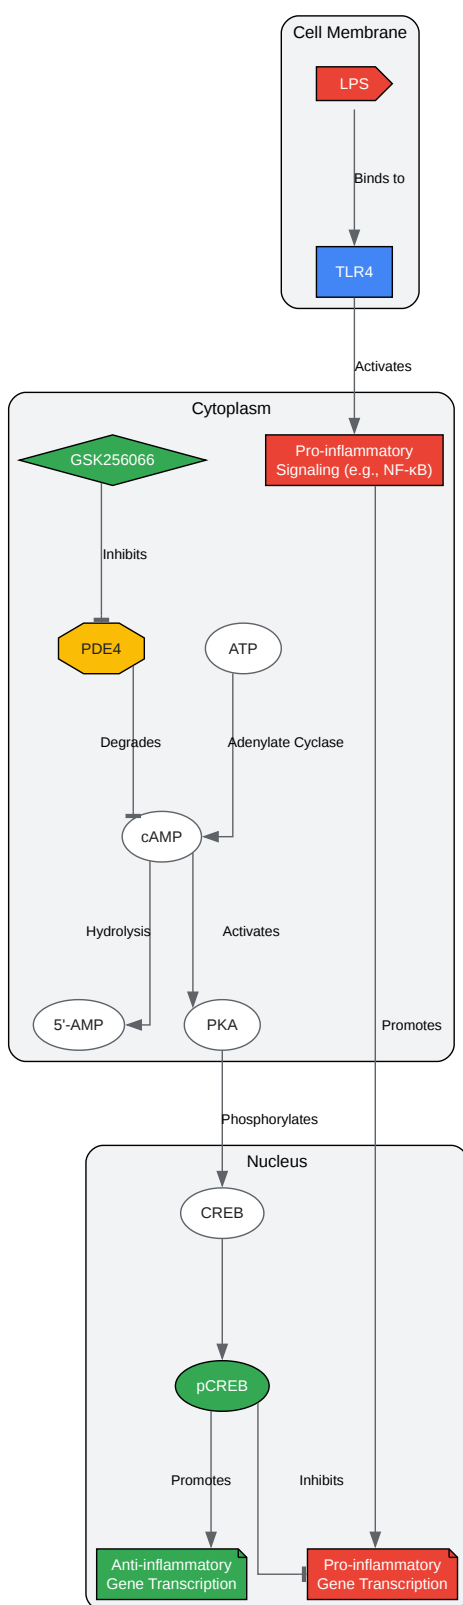 Cell Membrane
LPS
Binds to
TLR4
Activates
Cytoplasm
GSK256066
Pro-inflammatory
Signaling (e.g., NF-κB)
Inhibits
PDE4
ATP
Degrades
Adenylate Cyclase
cAMP
Hydrolysis
Activates
5'-AMP
PKA
Promotes
Phosphorylates
Nucleus
CREB
pCREB
Promotes
Inhibits
Anti-inflammatory
Gene Transcription
Pro-inflammatory
Gene Transcription